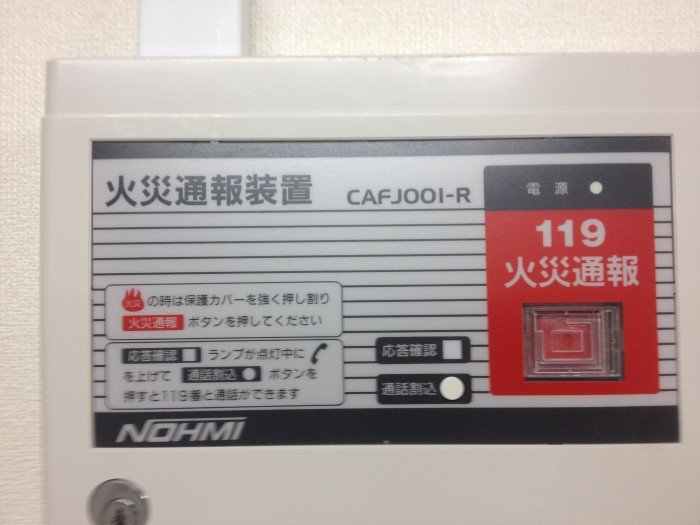 火災通報装置 CAFJ001-R
電源
119
火災通報
火災 の時は保護カバーを強く押し割り
火災通報 ボタンを押してください
応答確認 ランプが点灯中に
を上げて 通話割込 ボタンを
押すと119番と通話ができます
応答確認
通話割込
NOHMI